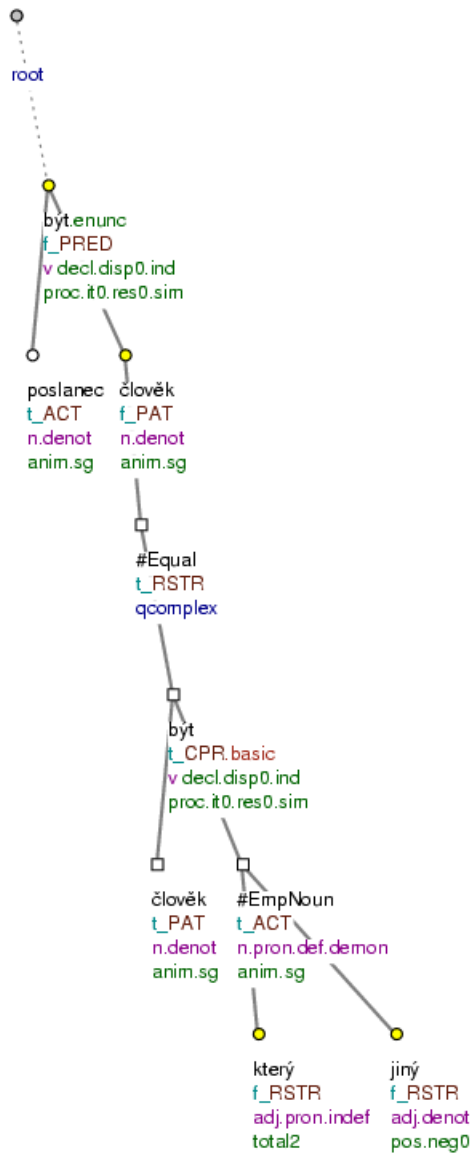 root
být.enunc
f_PRED
v decl.disp0.ind
proc.it0.res0.sim
poslanec
t_ACT
n.denot
anim.sg
člověk
f_PAT
n.denot
anim.sg
#Equal
t_RSTR
qcomplex
být
t_CPR.basic
v decl.disp0.ind
proc.it0.res0.sim
člověk
t_PAT
n.denot
anim.sg
#EmpNoun
t_ACT
n.pron.def.demon
anim.sg
který
f_RSTR
adj.pron.indef
total2
jiný
f_RSTR
adj.denot
pos.neg0